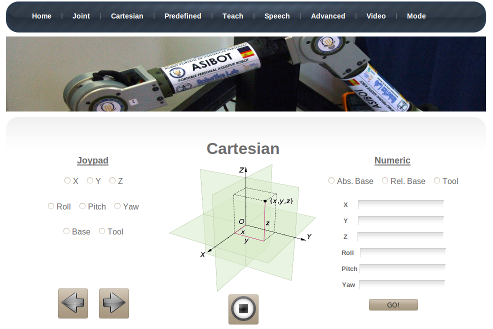 Home | Joint | Cartesian | Predefined | Teach | Speech | Advanced | Video | Mode
ASIBOT
Cartesian
Joypad
X Y Z
Roll Pitch Yaw
Base Tool
Z
(x,y,z)
O
z
x
y
X
Y
Numeric
Abs. Base Rel. Base Tool
X
Y
Z
Roll
Pitch
Yaw
GO!